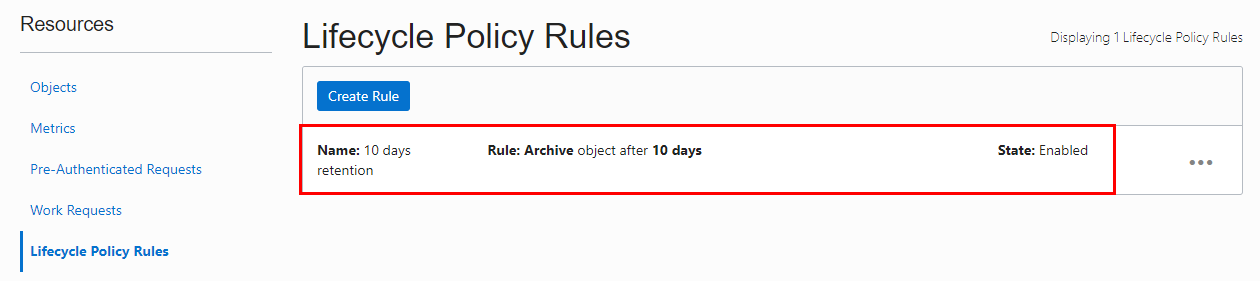 Resources
Lifecycle Policy Rules
Displaying 1 Lifecycle Policy Rules
Objects
Metrics
Pre-Authenticated Requests
Work Requests
Lifecycle Policy Rules
Create Rule
Name: 10 days
retention
Rule: Archive object after 10 days
State: Enabled